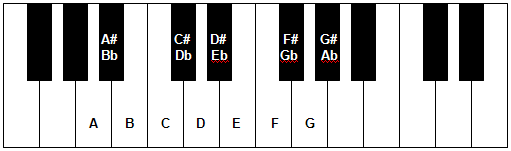 A# C# D# F# G#
Bb Db Eb Gb Ab
A B C D E F G